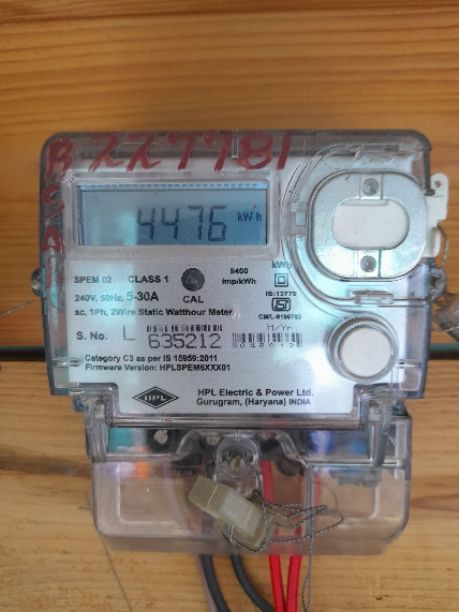 227781
4476 kWh
SPEM 02 CLASS 1
6400
imp/kWh
240V, 50Hz, 5-30A CAL
IS:13779
ac, 1Ph, 2Wire Static Watthour Meter
S. No. L 635212
Category C3 as per IS 15959:2011
Firmware Version: HPLSPEM6XXX01
HPL
HPL Electric & Power Ltd.
Gurugram, (Haryana) INDIA